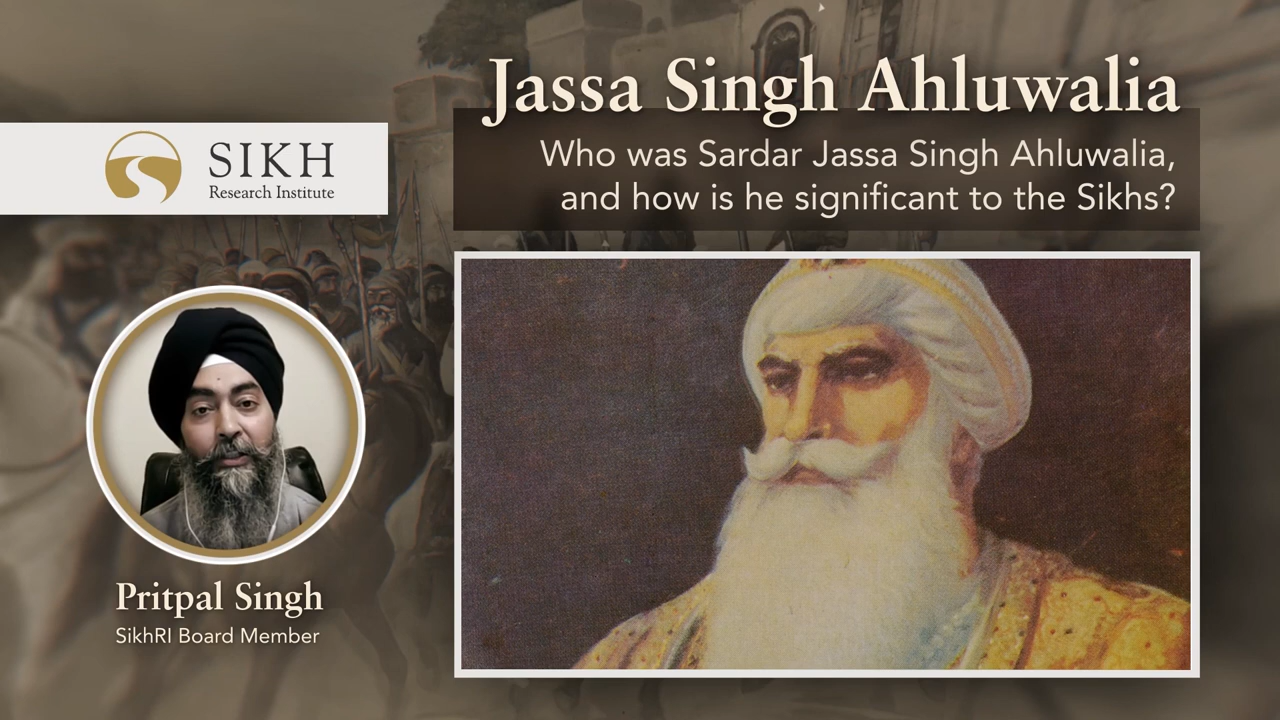 Jassa Singh Ahluwalia
Who was Sardar Jassa Singh Ahluwalia,
and how is he significant to the Sikhs?
SIKH
Research Institute
Pritpal Singh
SikhRI Board Member